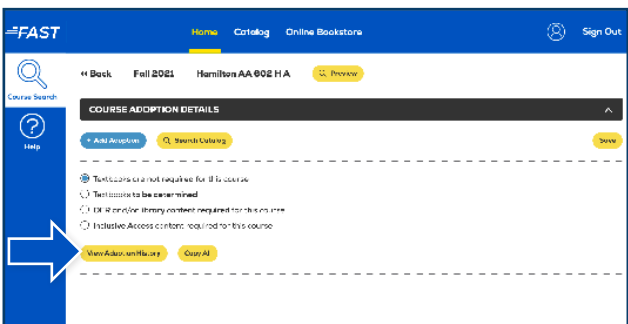 FAST
Home Catalog Online Bookstore Sign Out
Course Search
Help
Back Fall 2021 Hamilton AA 602 H A Preview
COURSE ADOPTION DETAILS
+ Add Adoption Search Catalog Save
Textbooks are not required for this course
Textbooks to be determined
OER and/or library content required for this course
Inclusive Access content required for this course
View Adoption History Copy All